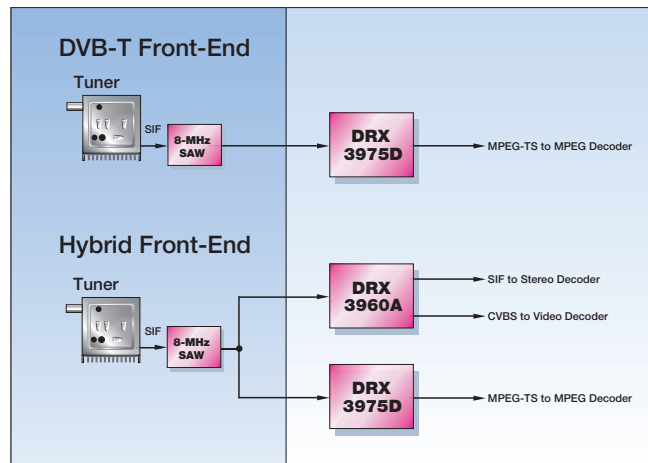 DVB-T Front-End
Tuner
SIF
8-MHz
SAW
DRX
3975D
MPEG-TS to MPEG Decoder
Hybrid Front-End
Tuner
SIF
8-MHz
SAW
DRX
3960A
SIF to Stereo Decoder
CVBS to Video Decoder
DRX
3975D
MPEG-TS to MPEG Decoder